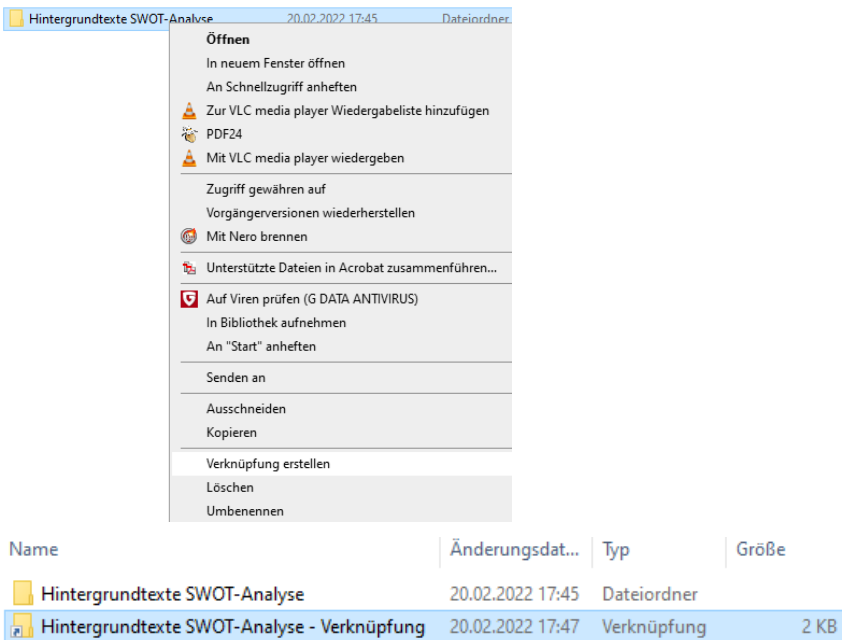 Hintergrundtexte SWOT-Analyse 20.02.2022 17:45 Dateiordner
Öffnen
In neuem Fenster öffnen
An Schnellzugriff anheften
Zur VLC media player Wiedergabeliste hinzufügen
PDF24
Mit VLC media player wiedergeben
Zugriff gewähren auf
Vorgängerversionen wiederherstellen
Mit Nero brennen
Unterstützte Dateien in Acrobat zusammenführen...
Auf Viren prüfen (G DATA ANTIVIRUS)
In Bibliothek aufnehmen
An "Start" anheften
Senden an
Ausschneiden
Kopieren
Verknüpfung erstellen
Löschen
Umbenennen
Name Änderungsdat... Typ Größe
Hintergrundtexte SWOT-Analyse 20.02.2022 17:45 Dateiordner
Hintergrundtexte SWOT-Analyse - Verknüpfung 20.02.2022 17:47 Verknüpfung 2 KB